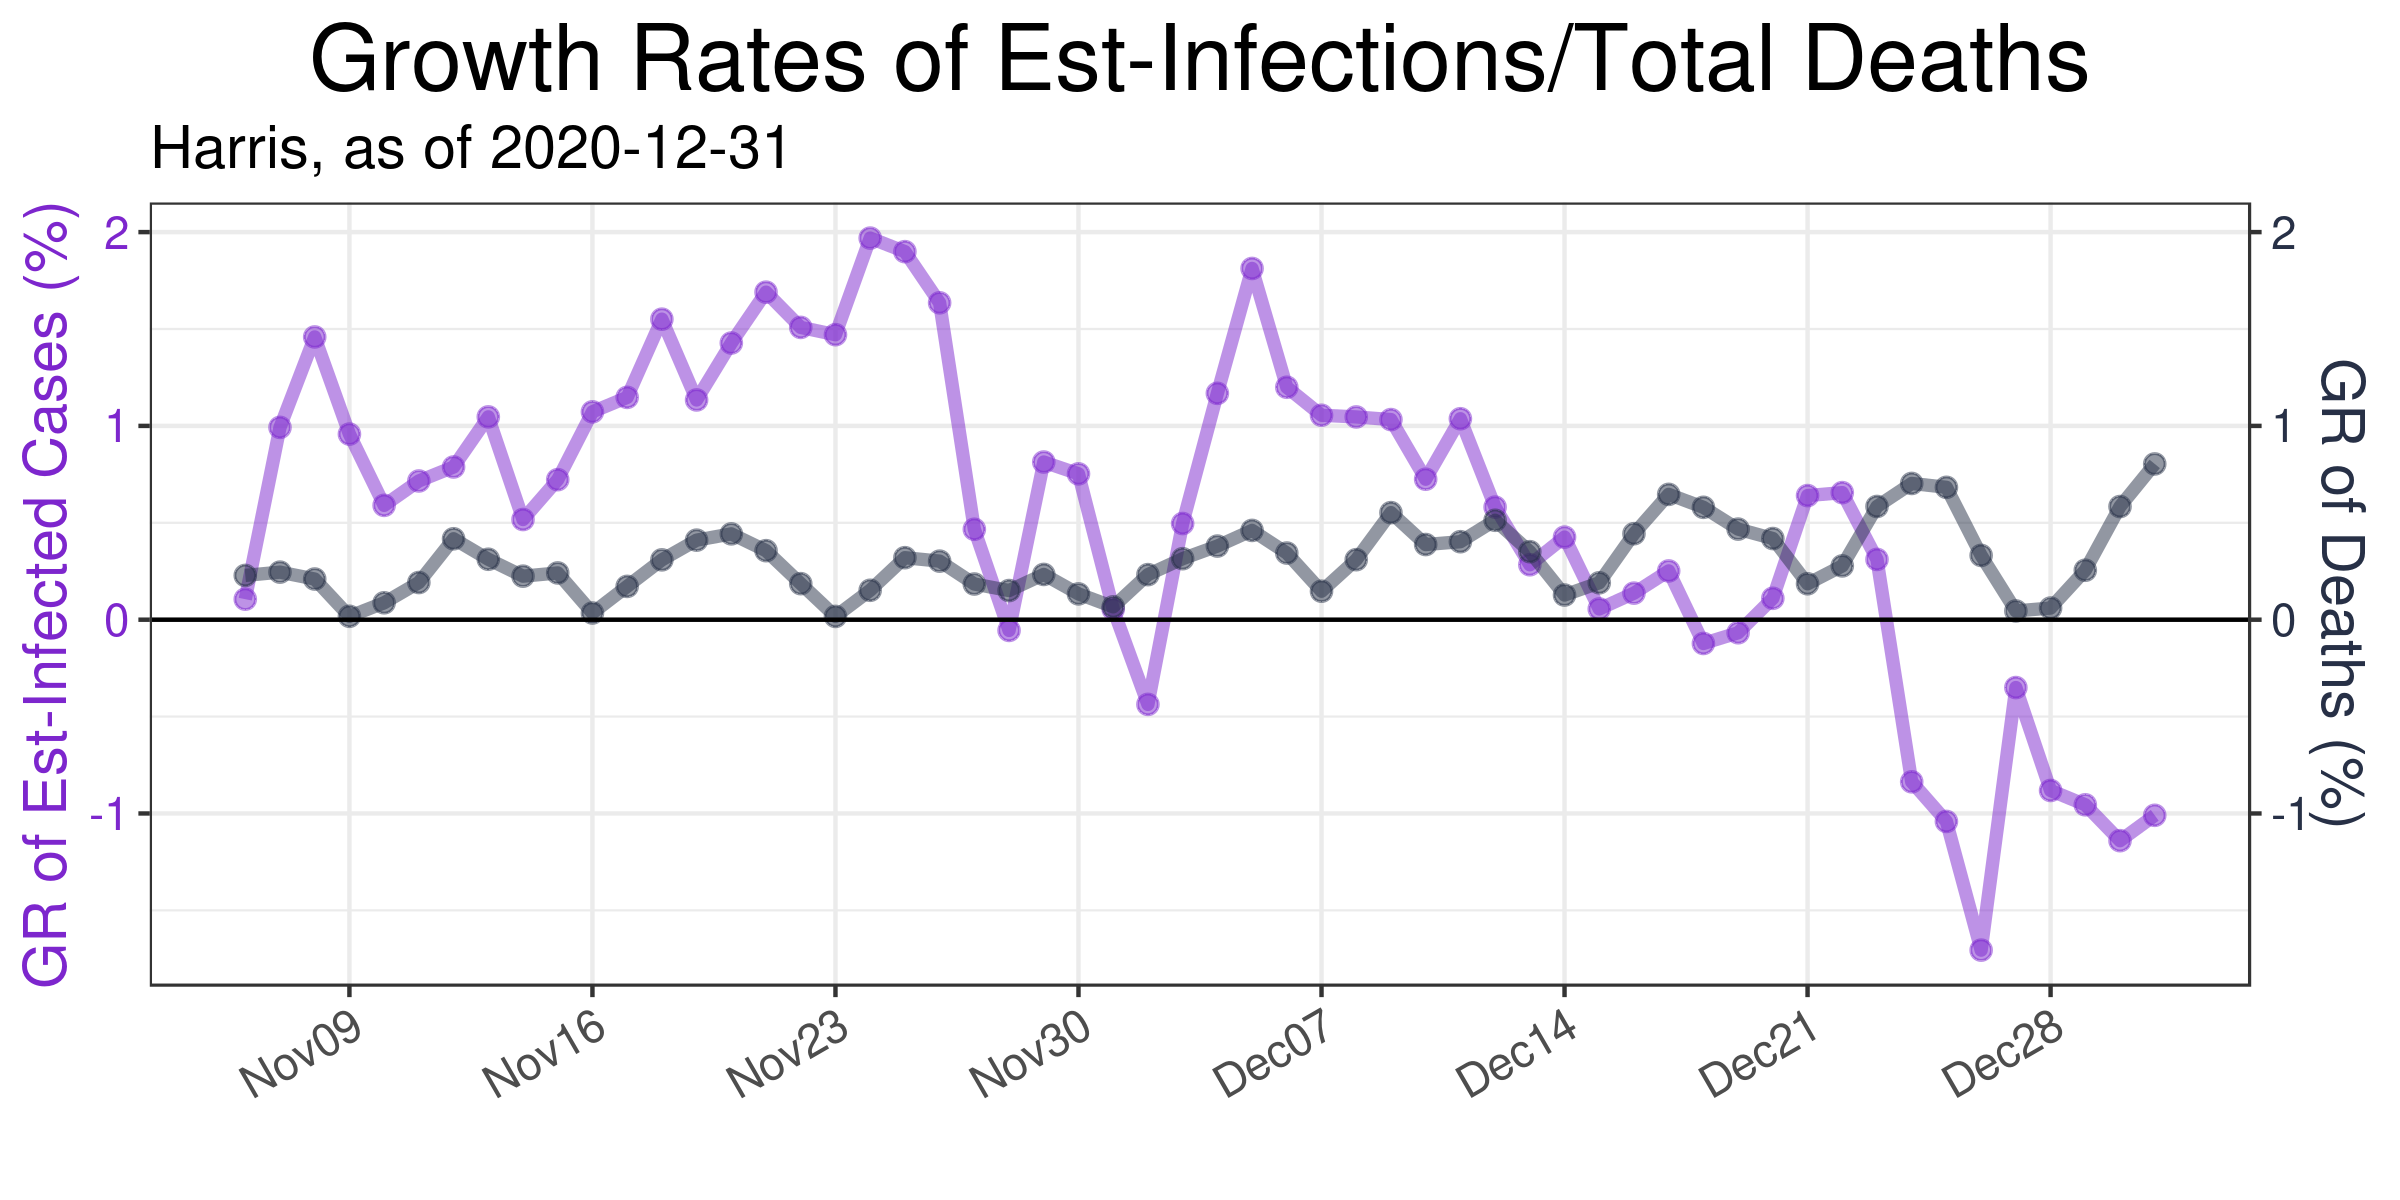 Growth Rates of Est-Infections/Total Deaths
Harris, as of 2020-12-31
GR of Est-Infected Cases (%)
2
1
0
-1
2
1
0
-1
GR of Deaths (%)
Nov09
Nov16
Nov23
Nov30
Dec07
Dec14
Dec21
Dec28